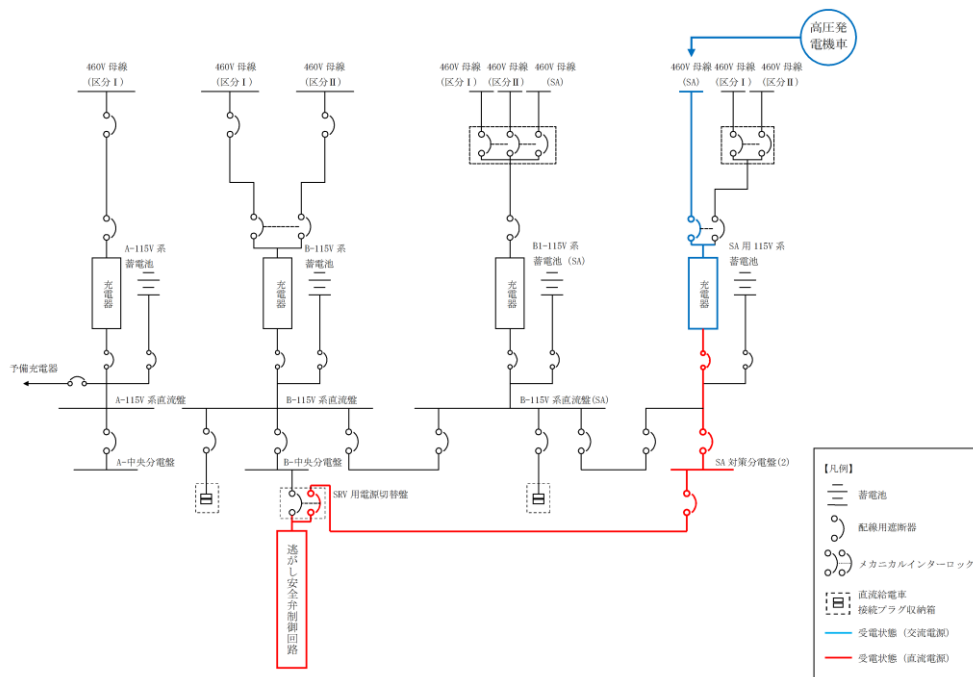 高圧発
電機車
460V 母線
(区分Ⅰ)
460V 母線
(区分Ⅰ)
460V 母線
(区分Ⅱ)
460V 母線
(区分Ⅰ)
460V 母線
(区分Ⅱ)
460V 母線
(SA)
460V 母線
(SA)
460V 母線
(区分Ⅰ)
460V 母線
(区分Ⅱ)
A-115V 系
蓄電池
充電器
B-115V 系
蓄電池
充電器
B1-115V 系
蓄電池 (SA)
充電器
SA 用 115V 系
蓄電池
充電器
予備充電器
A-115V 系直流盤
B-115V 系直流盤
B-115V 系直流盤(SA)
A-中央分電盤
B-中央分電盤
SA 対策分電盤(2)
SRV 用電源切替盤
逃がし安全弁制御回路
【凡例】
蓄電池
配線用遮断器
メカニカルインターロック
直流給電車
接続プラグ収納箱
受電状態 (交流電源)
受電状態 (直流電源)